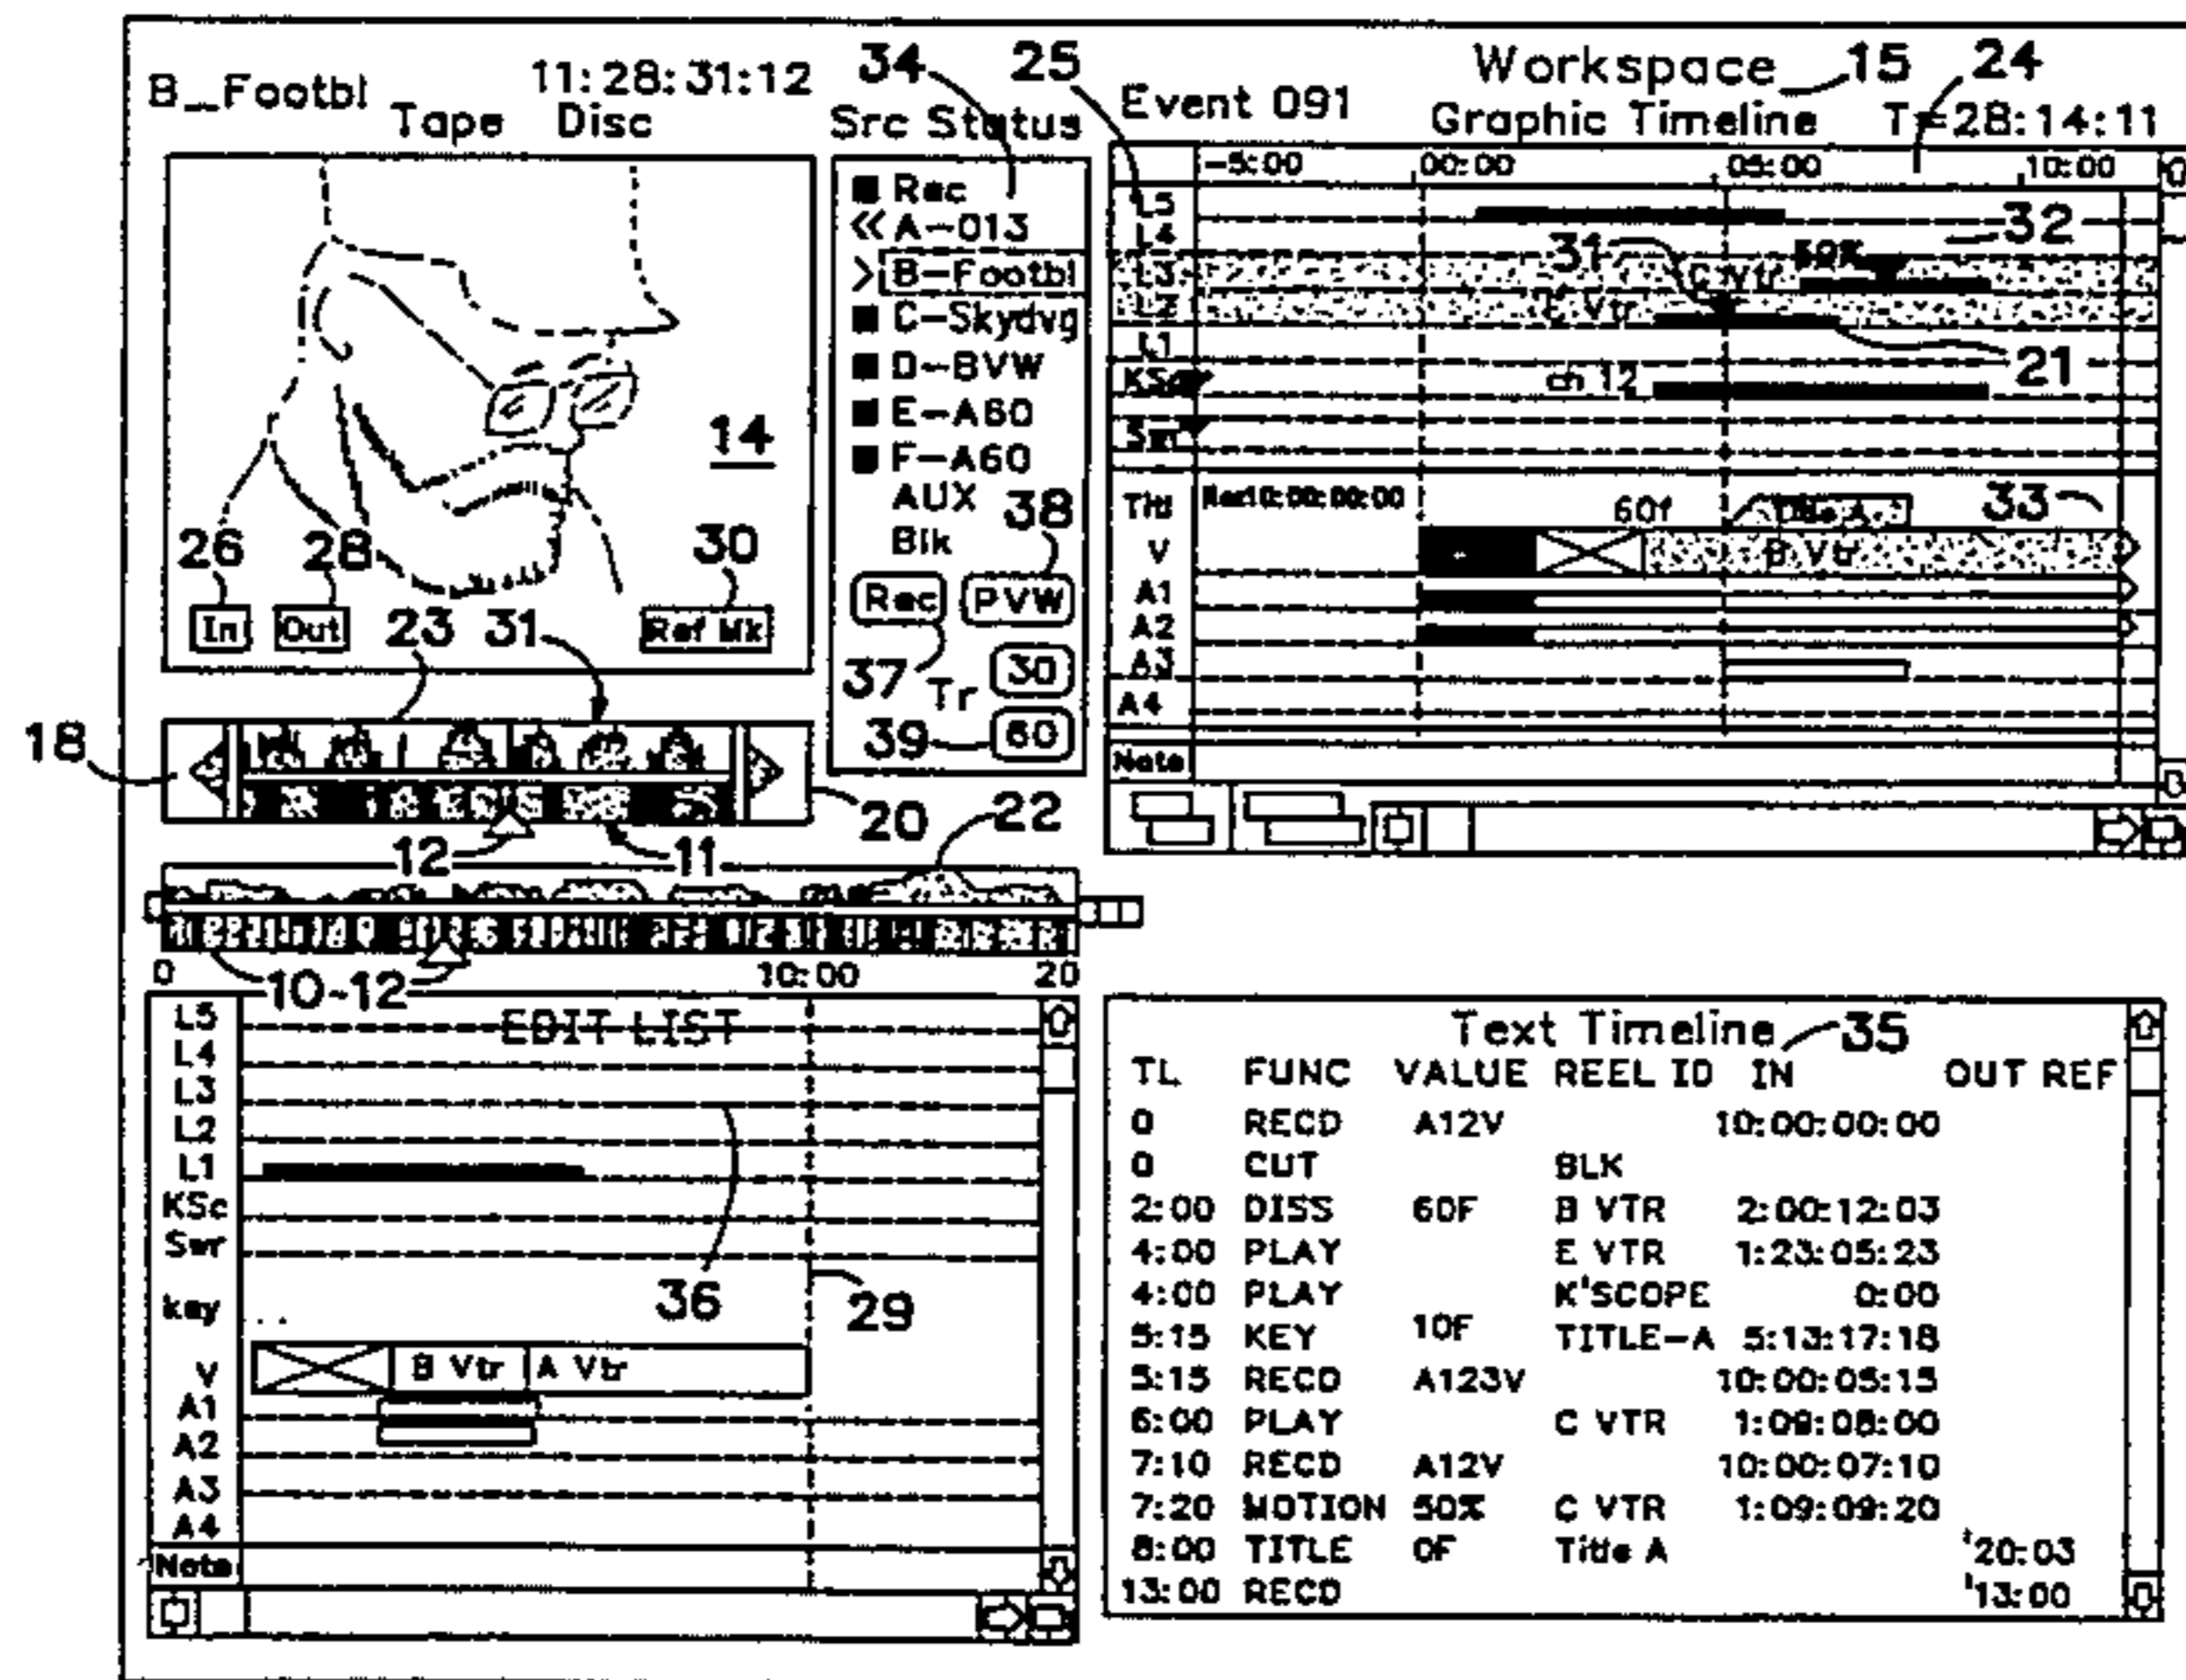 B_Footbl
11:28:31:12
Tape Disc
34
Src Status
Rec
A-013
B-Footbl
C-Skydvg
D-BVW
E-A60
F-A60
AUX
Blk
38
Rec
PVW
37
Tr
30
39
60
14
26
28
30
In
Out
Ref Mk
23
31
18
20
12
11
22
10-12
0
10:00
20
25
Workspace
15
24
Event 091
Graphic Timeline
T=28:14:11
-5:00
00:00
05:00
10:00
L5
L4
L3
L2
L1
KSc
Swr
31
50%
32
C Vtr
C Vtr
21
ch 12
Rec10:00:00:00
60f
33
V
B Vtr
A1
A2
A3
A4
Note
EDIT LIST
L5
L4
L3
L2
L1
KSc
Swr
36
29
key
V
B Vtr
A Vtr
A1
A2
A3
A4
Note
Text Timeline
35
TL FUNC VALUE REEL ID IN OUT REF
0 RECD A12V 10:00:00:00
0 CUT BLK
2:00 DISS 60F B VTR 2:00:12:03
4:00 PLAY E VTR 1:23:05:23
4:00 PLAY K'SCOPE 0:00
5:15 KEY 10F TITLE-A 5:13:17:18
5:15 RECD A123V 10:00:05:15
6:00 PLAY C VTR 1:09:08:00
7:10 RECD A12V 10:00:07:10
7:20 MOTION 50% C VTR 1:09:09:20
8:00 TITLE 0F Title A '20:03
13:00 RECD '13:00